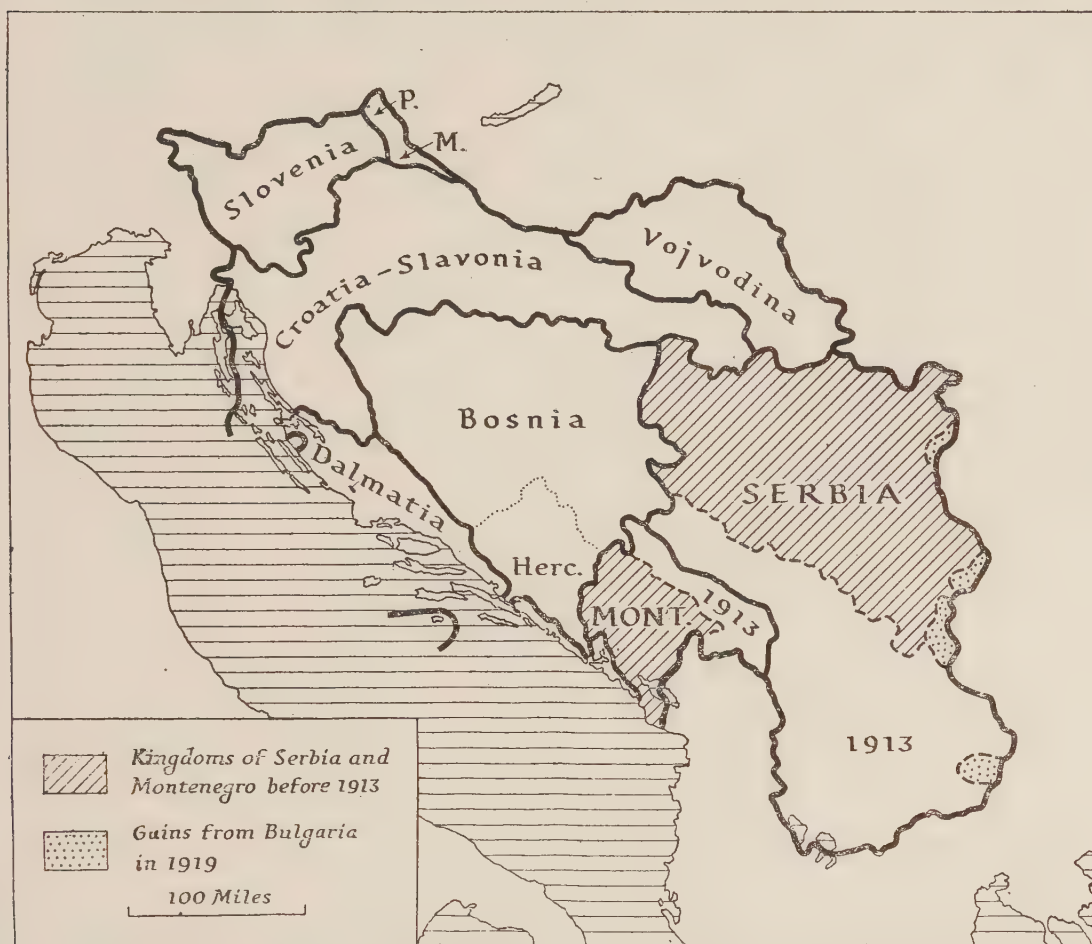 P.
M.
Slovenia
Vojvodina
Croatia-Slavonia
Bosnia
Dalmatia
SERBIA
Herc.
MONT.
1913
1913
Kingdoms of Serbia and
Montenegro before 1913
Gains from Bulgaria
in 1919
100 Miles